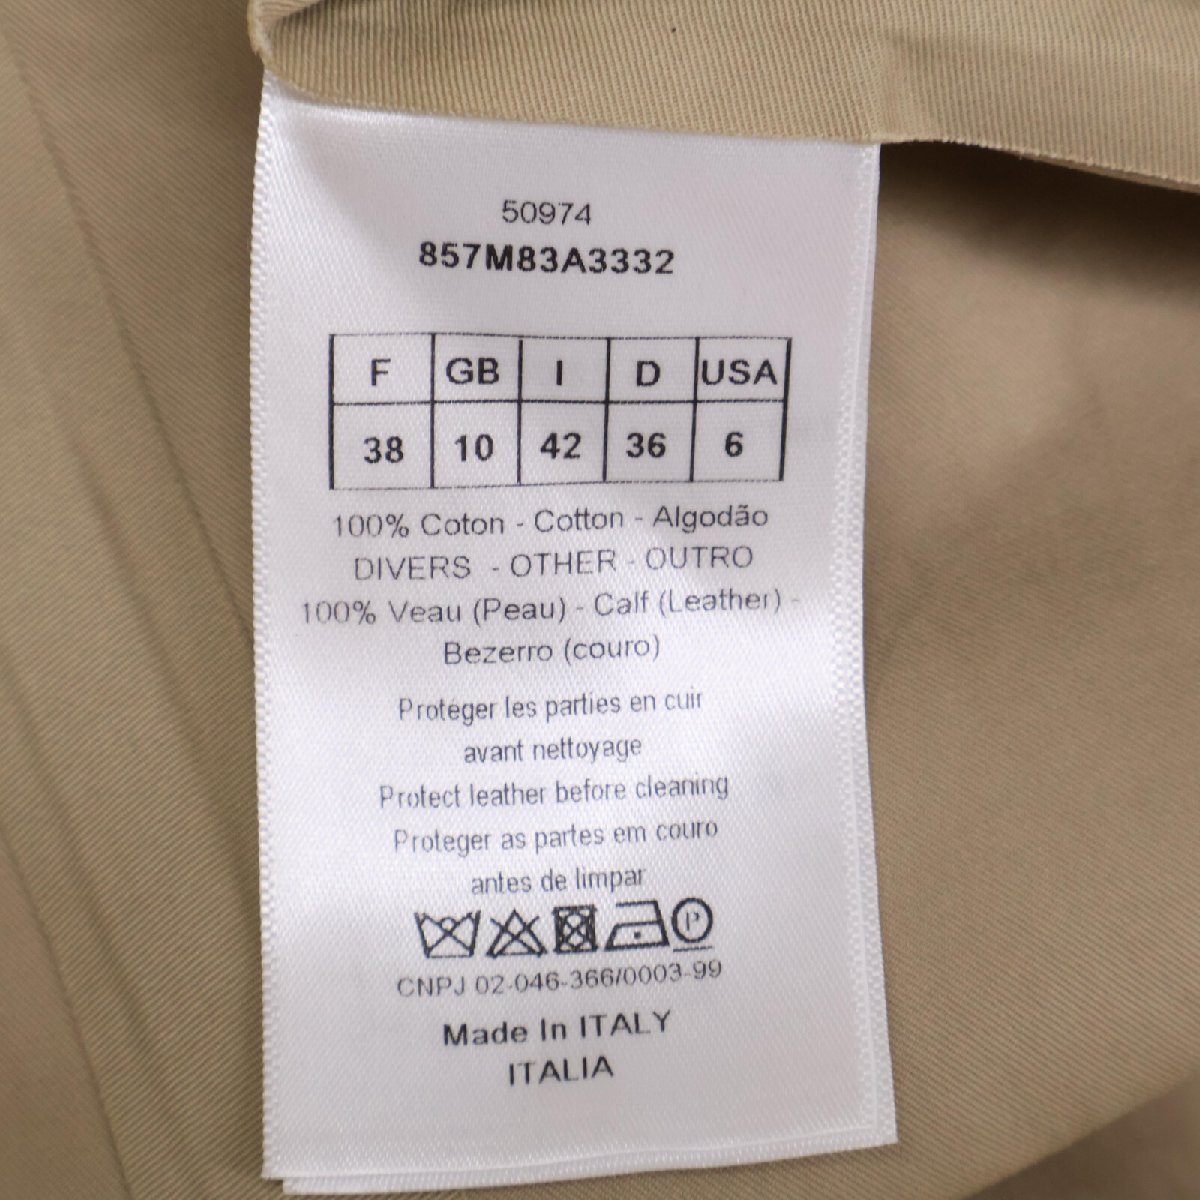 50974
857M83A3332
F GB I D USA
38 10 42 36 6
100% Coton - Cotton - Algodão
DIVERS - OTHER - OUTRO
100% Veau (Peau) - Calf (Leather) -
Bezerro (couro)
Protéger les parties en cuir
avant nettoyage
Protect leather before cleaning
Proteger as partes em couro
antes de limpar
P
CNPJ 02-046-366/0003-99
Made In ITALY
ITALIA